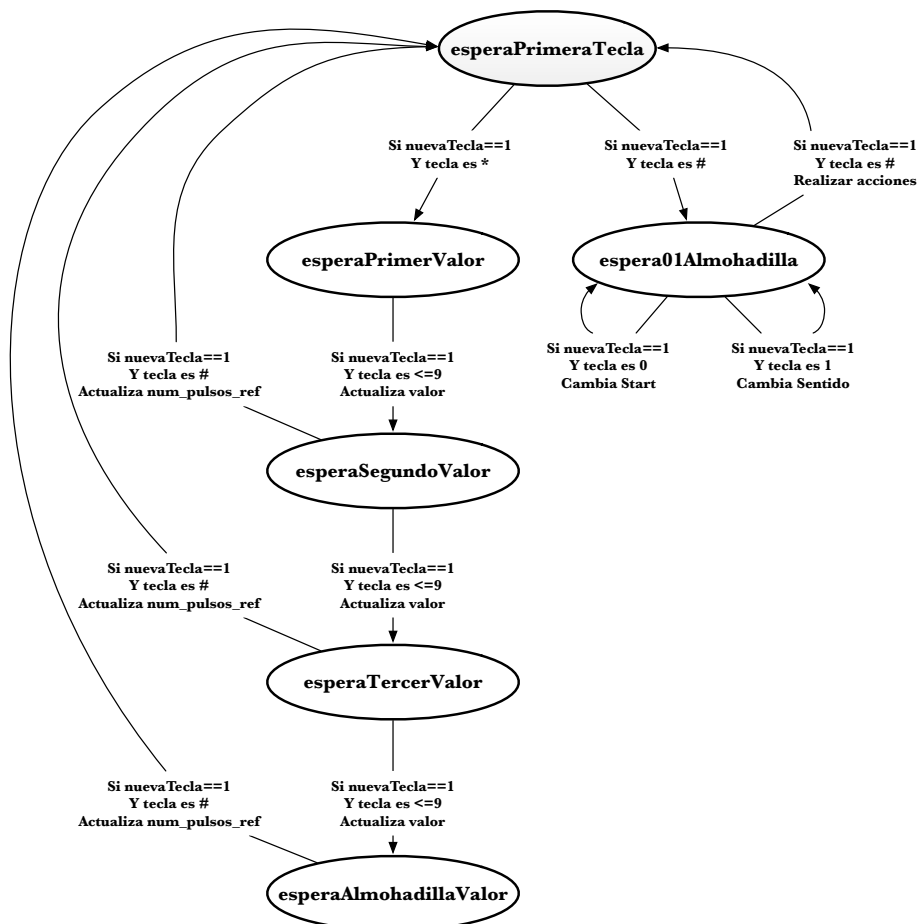 esperaPrimeraTecla
Si nuevaTecla==1
Y tecla es *
Si nuevaTecla==1
Y tecla es #
Si nuevaTecla==1
Y tecla es #
Realizar acciones
esperaPrimerValor
espera01Almohadilla
Si nuevaTecla==1
Y tecla es #
Actualiza num_pulsos_ref
Si nuevaTecla==1
Y tecla es <=9
Actualiza valor
Si nuevaTecla==1
Y tecla es 0
Cambia Start
Si nuevaTecla==1
Y tecla es 1
Cambia Sentido
esperaSegundoValor
Si nuevaTecla==1
Y tecla es #
Actualiza num_pulsos_ref
Si nuevaTecla==1
Y tecla es <=9
Actualiza valor
esperaTercerValor
Si nuevaTecla==1
Y tecla es #
Actualiza num_pulsos_ref
Si nuevaTecla==1
Y tecla es <=9
Actualiza valor
esperaAlmohadillaValor